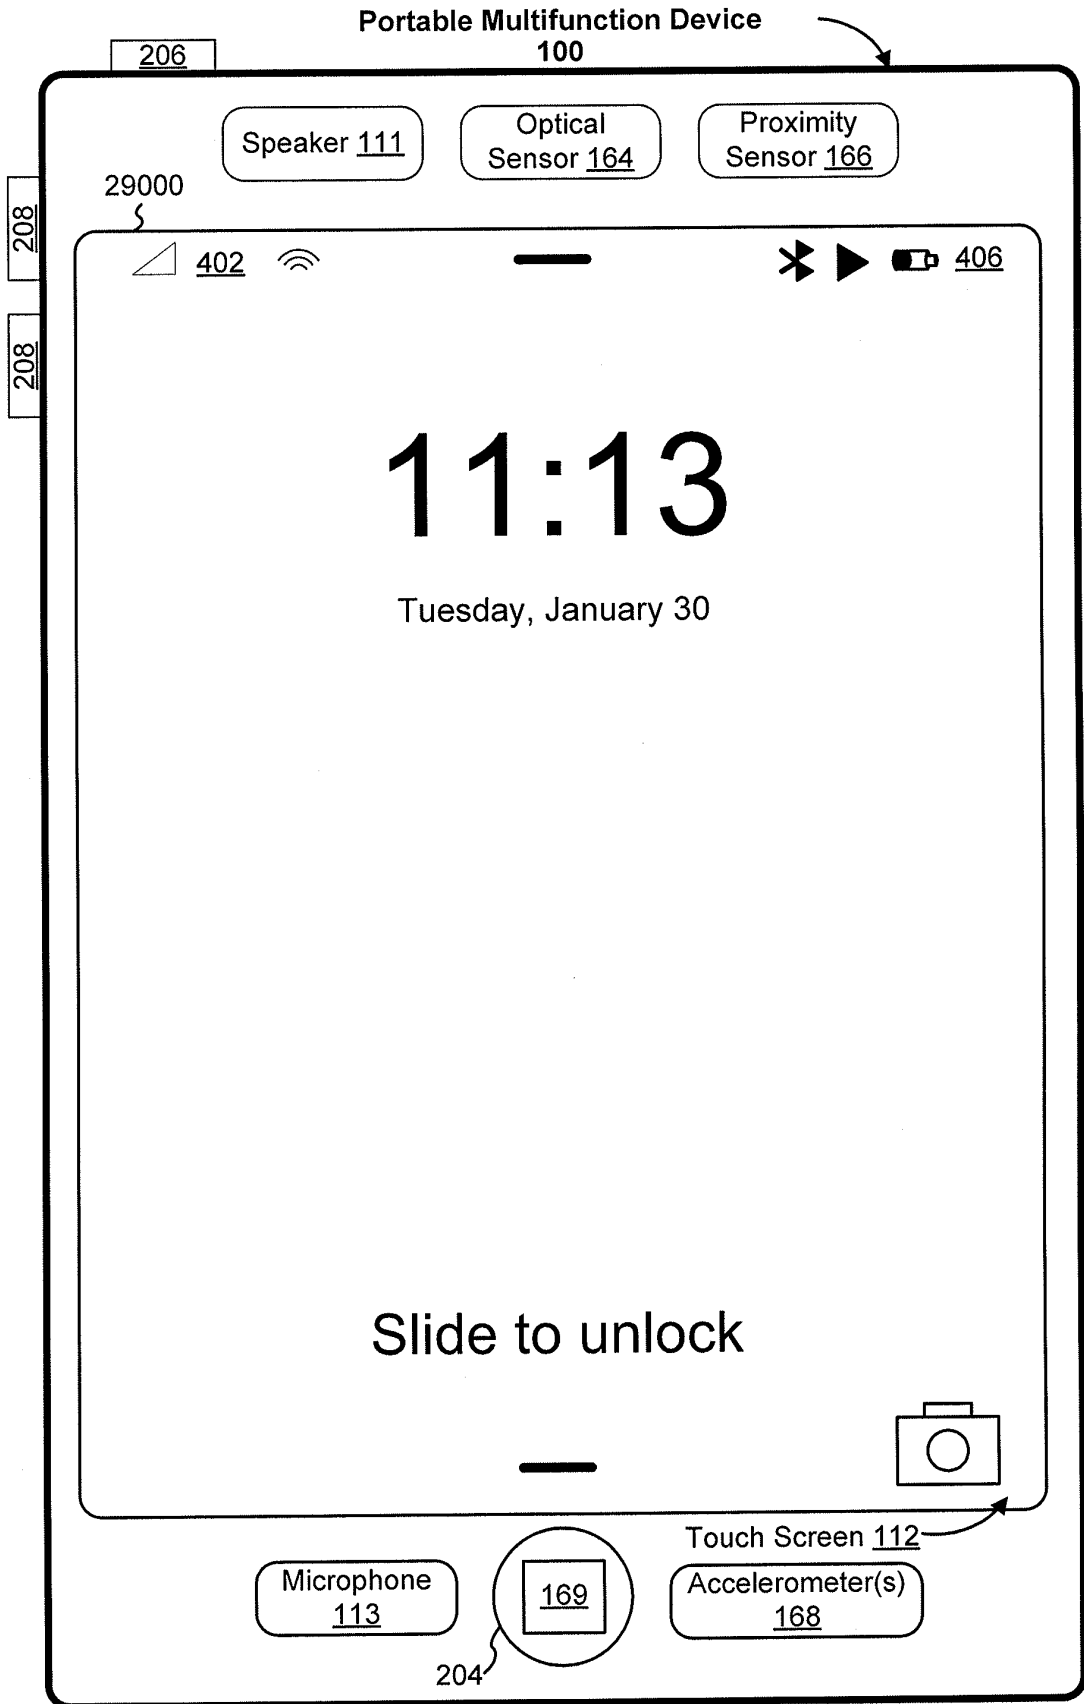 Portable Multifunction Device
100
206
Speaker 111
Optical
Sensor 164
Proximity
Sensor 166
29000
208
402
406
208
11:13
Tuesday, January 30
Slide to unlock
Touch Screen 112
Microphone
113
169
Accelerometer(s)
168
204